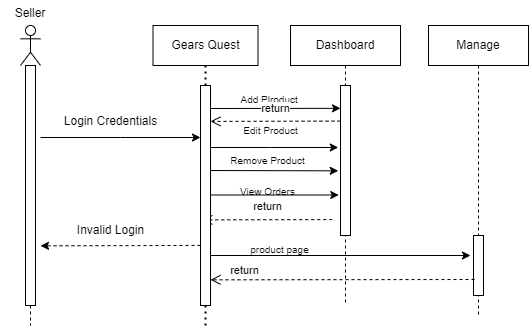 Seller
Gears Quest
Dashboard
Manage
Add Product
return
Login Credentials
Edit Product
Remove Product
View Orders
return
Invalid Login
product page
return